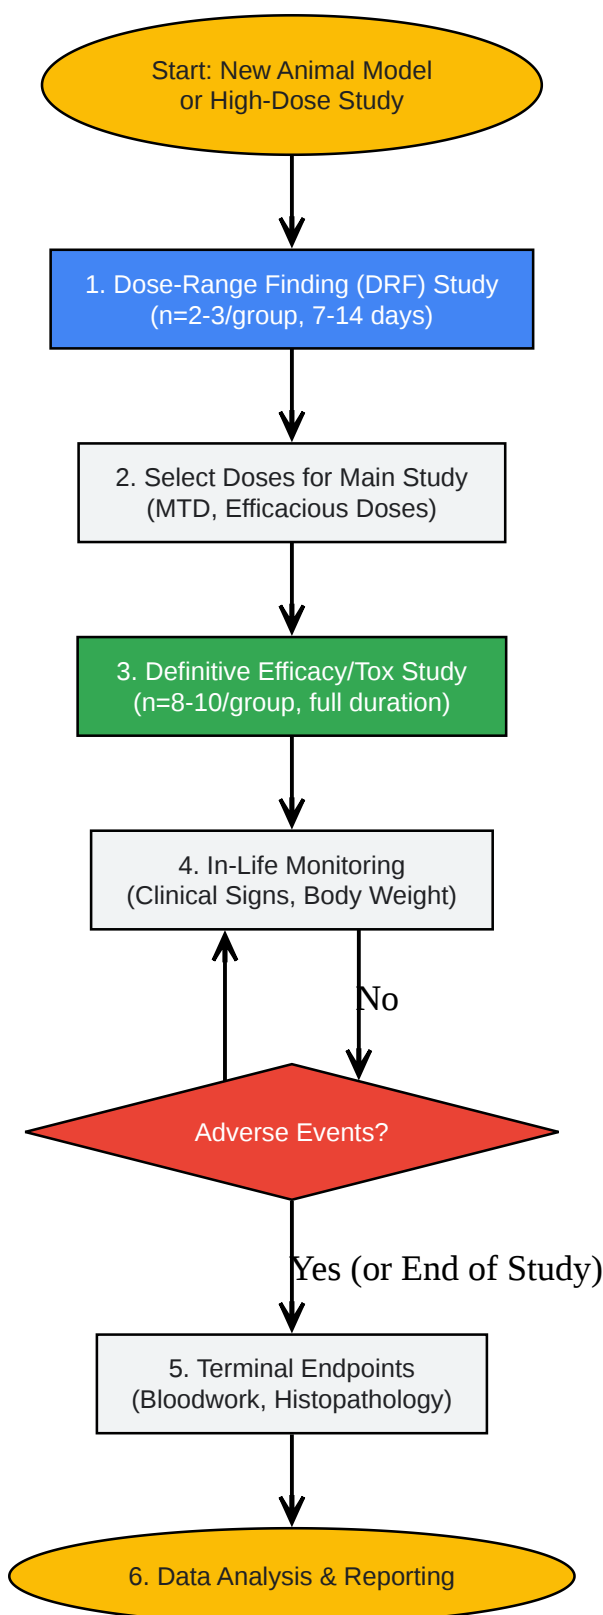 Start: New Animal Model
or High-Dose Study
1. Dose-Range Finding (DRF) Study
(n=2-3/group, 7-14 days)
2. Select Doses for Main Study
(MTD, Efficacious Doses)
3. Definitive Efficacy/Tox Study
(n=8-10/group, full duration)
4. In-Life Monitoring
(Clinical Signs, Body Weight)
No
Adverse Events?
Yes (or End of Study)
5. Terminal Endpoints
(Bloodwork, Histopathology)
6. Data Analysis & Reporting